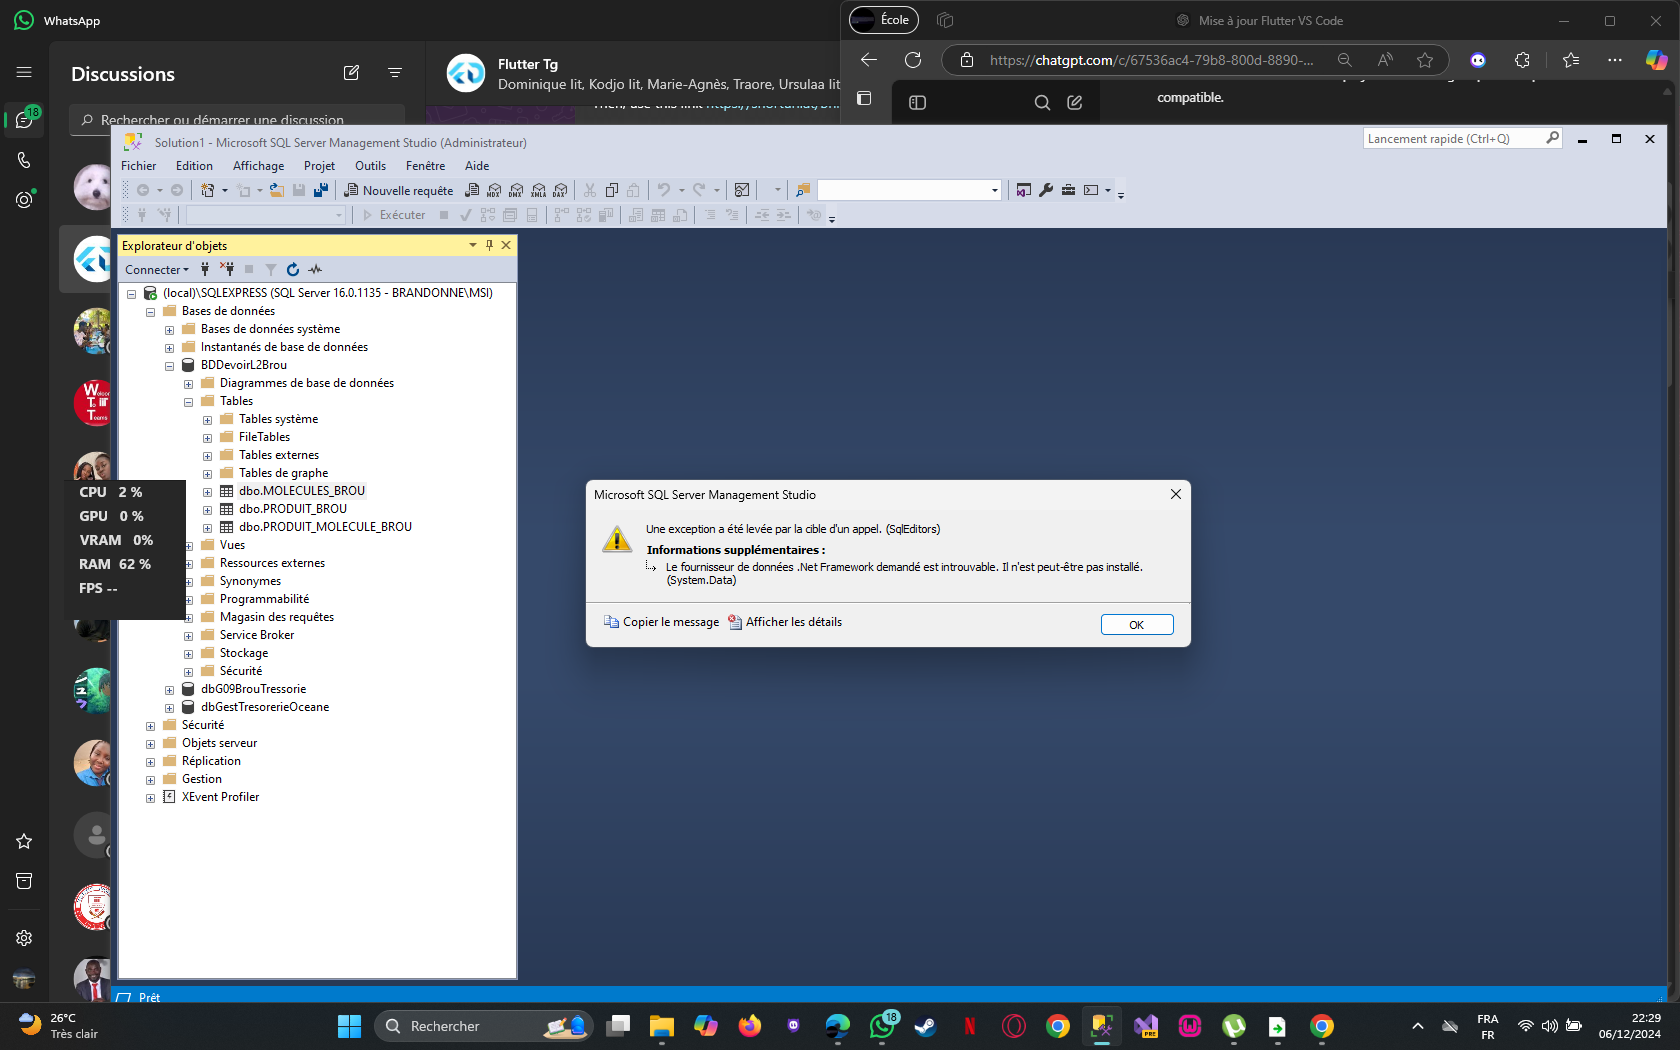 WhatsApp
École
Mise à jour Flutter VS Code
https://chatgpt.com/c/67536ac4-79b8-800d-8890-...
Discussions
Flutter Tg
Dominique Iit, Kodjo Iit, Marie-Agnès, Traore, Ursulaa Iit
compatible.
18
Rechercher ou démarrer une discussion
Solution1 - Microsoft SQL Server Management Studio (Administrateur)
Lancement rapide (Ctrl+Q)
Fichier Edition Affichage Projet Outils Fenêtre Aide
Nouvelle requête MDX DMX XMLA DAX
Exécuter
Explorateur d'objets
Connecter
(local)\SQLEXPRESS (SQL Server 16.0.1135 - BRANDONNE\MSI)
Bases de données
Bases de données système
Instantanés de base de données
BDDevoirL2Brou
Diagrammes de base de données
Tables
Tables système
FileTables
Tables externes
Tables de graphe
dbo.MOLECULES_BROU
dbo.PRODUIT_BROU
dbo.PRODUIT_MOLECULE_BROU
Vues
Ressources externes
Synonymes
Programmabilité
Magasin des requêtes
Service Broker
Stockage
Sécurité
dbG09BrouTressorie
dbGestTresorerieOceane
Sécurité
Objets serveur
Réplication
Gestion
XEvent Profiler
CPU 2 %
GPU 0 %
VRAM 0%
RAM 62 %
FPS --
Microsoft SQL Server Management Studio
Une exception a été levée par la cible d'un appel. (SqlEditors)
Informations supplémentaires :
Le fournisseur de données .Net Framework demandé est introuvable. Il n'est peut-être pas installé.
(System.Data)
Copier le message Afficher les détails OK
Prêt
26°C
Très clair
Rechercher
18
PRE
FRA
FR
22:29
06/12/2024